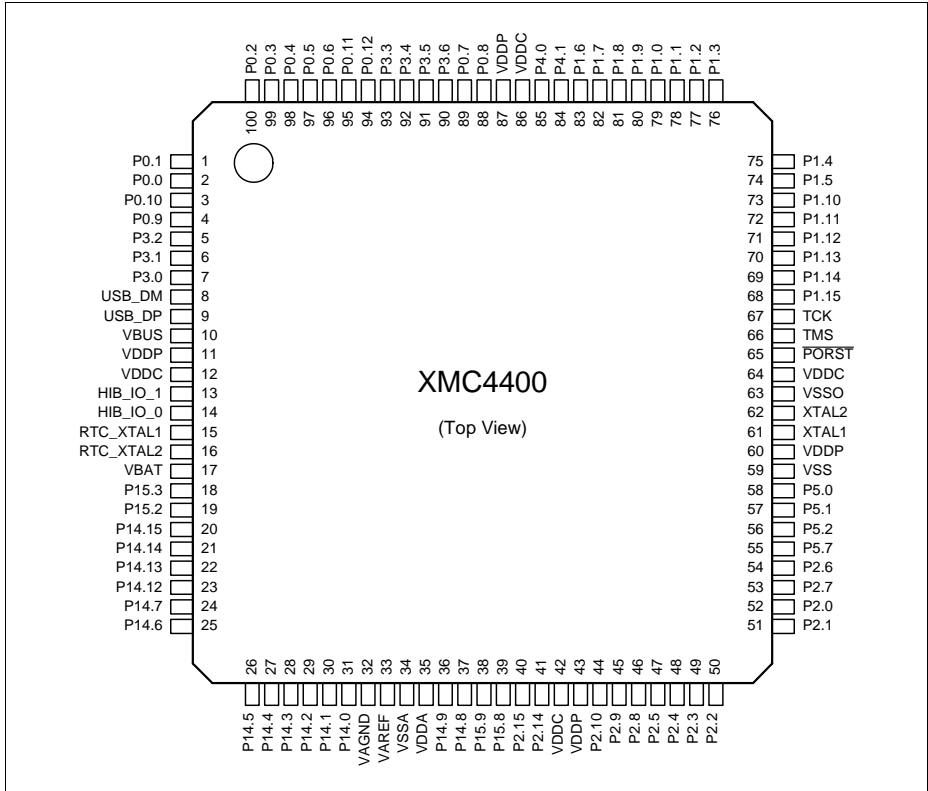 P0.2 P0.3 P0.4 P0.5 P0.6 P0.11 P0.12 P3.3 P3.4 P3.5 P3.6 P0.7 P0.8 VDDP VDDC P4.0 P4.1 P1.6 P1.7 P1.8 P1.9 P1.0 P1.1 P1.2 P1.3
100 99 98 97 96 95 94 93 92 91 90 89 88 87 86 85 84 83 82 81 80 79 78 77 76
P0.1 1 75 P1.4
P0.0 2 74 P1.5
P0.10 3 73 P1.10
P0.9 4 72 P1.11
P3.2 5 71 P1.12
P3.1 6 70 P1.13
P3.0 7 69 P1.14
USB_DM 8 68 P1.15
USB_DP 9 67 TCK
VBUS 10 66 TMS
VDDP 11 65 PORST
VDDC 12 64 VDDC
HIB_IO_1 13 63 VSSO
HIB_IO_0 14 62 XTAL2
RTC_XTAL1 15 61 XTAL1
RTC_XTAL2 16 60 VDDP
VBAT 17 59 VSS
P15.3 18 58 P5.0
P15.2 19 57 P5.1
P14.15 20 56 P5.2
P14.14 21 55 P5.7
P14.13 22 54 P2.6
P14.12 23 53 P2.7
P14.7 24 52 P2.0
P14.6 25 51 P2.1
XMC4400
(Top View)
26 27 28 29 30 31 32 33 34 35 36 37 38 39 40 41 42 43 44 45 46 47 48 49 50
P14.5 P14.4 P14.3 P14.2 P14.1 P14.0 VAGND VAREF VSSA VDDA P14.9 P14.8 P15.9 P15.8 P2.15 P2.14 VDDC VDDP P2.10 P2.9 P2.8 P2.5 P2.4 P2.3 P2.2